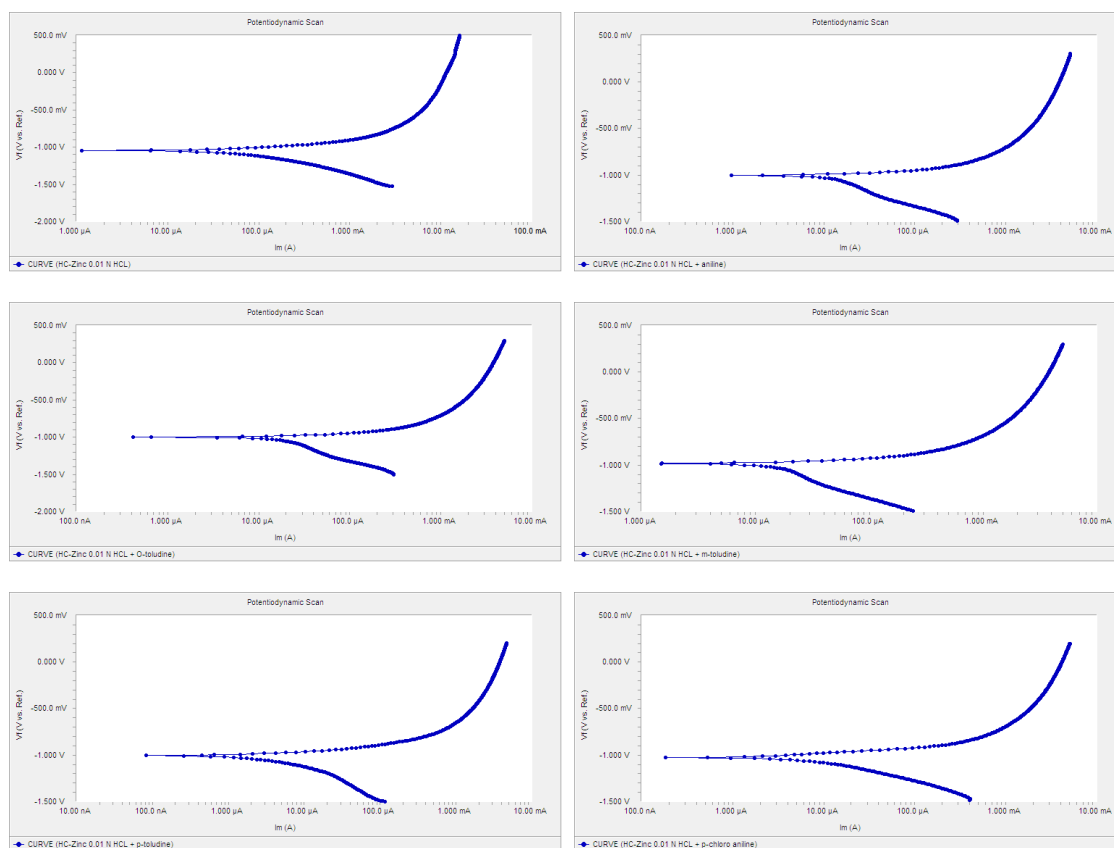 Potentiodynamic Scan
500.0 mV
0.000 V
-500.0 mV
-1.000 V
-1.500 V
-2.000 V
Vf (V vs. Ref.)
1.000 µA 10.00 µA 100.0 µA 1.000 mA 10.00 mA 100.0 mA
Im (A)
CURVE (HC-Zinc 0.01 N HCL)
Potentiodynamic Scan
500.0 mV
0.000 V
-500.0 mV
-1.000 V
-1.500 V
Vf (V vs. Ref.)
100.0 nA 1.000 µA 10.00 µA 100.0 µA 1.000 mA 10.00 mA
Im (A)
CURVE (HC-Zinc 0.01 N HCL + aniline)
Potentiodynamic Scan
500.0 mV
0.000 V
-500.0 mV
-1.000 V
-1.500 V
-2.000 V
Vf (V vs. Ref.)
100.0 nA 1.000 µA 10.00 µA 100.0 µA 1.000 mA 10.00 mA
Im (A)
CURVE (HC-Zinc 0.01 N HCL + O-toludine)
Potentiodynamic Scan
500.0 mV
0.000 V
-500.0 mV
-1.000 V
-1.500 V
Vf (V vs. Ref.)
1.000 µA 10.00 µA 100.0 µA 1.000 mA 10.00 mA
Im (A)
CURVE (HC-Zinc 0.01 N HCL + m-toludine)
Potentiodynamic Scan
500.0 mV
0.000 V
-500.0 mV
-1.000 V
-1.500 V
Vf (V vs. Ref.)
10.00 nA 100.0 nA 1.000 µA 10.00 µA 100.0 µA 1.000 mA 10.00 mA
Im (A)
CURVE (HC-Zinc 0.01 N HCL + p-toludine)
Potentiodynamic Scan
500.0 mV
0.000 V
-500.0 mV
-1.000 V
-1.500 V
Vf (V vs. Ref.)
100.0 nA 1.000 µA 10.00 µA 100.0 µA 1.000 mA 10.00 mA
Im (A)
CURVE (HC-Zinc 0.01 N HCL + p-chloro aniline)